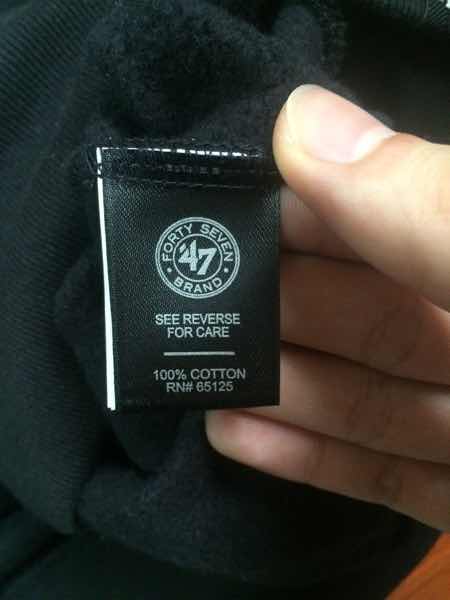 FORTY SEVEN
'47
BRAND
SEE REVERSE
FOR CARE
100% COTTON
RN# 65125